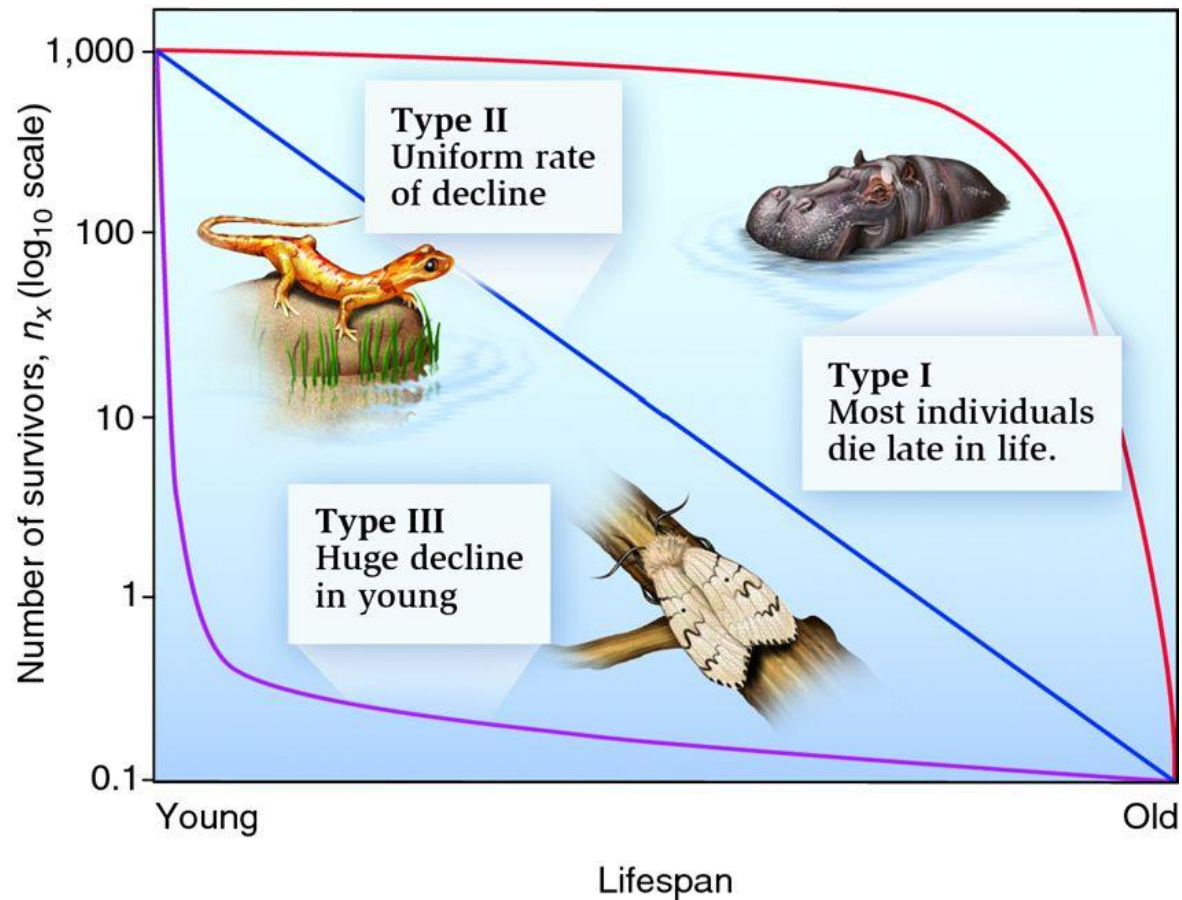 1,000
100
10
1
0.1
Number of survivors, nₓ (log₁₀ scale)
Type II
Uniform rate
of decline
Type I
Most individuals
die late in life.
Type III
Huge decline
in young
Young
Old
Lifespan